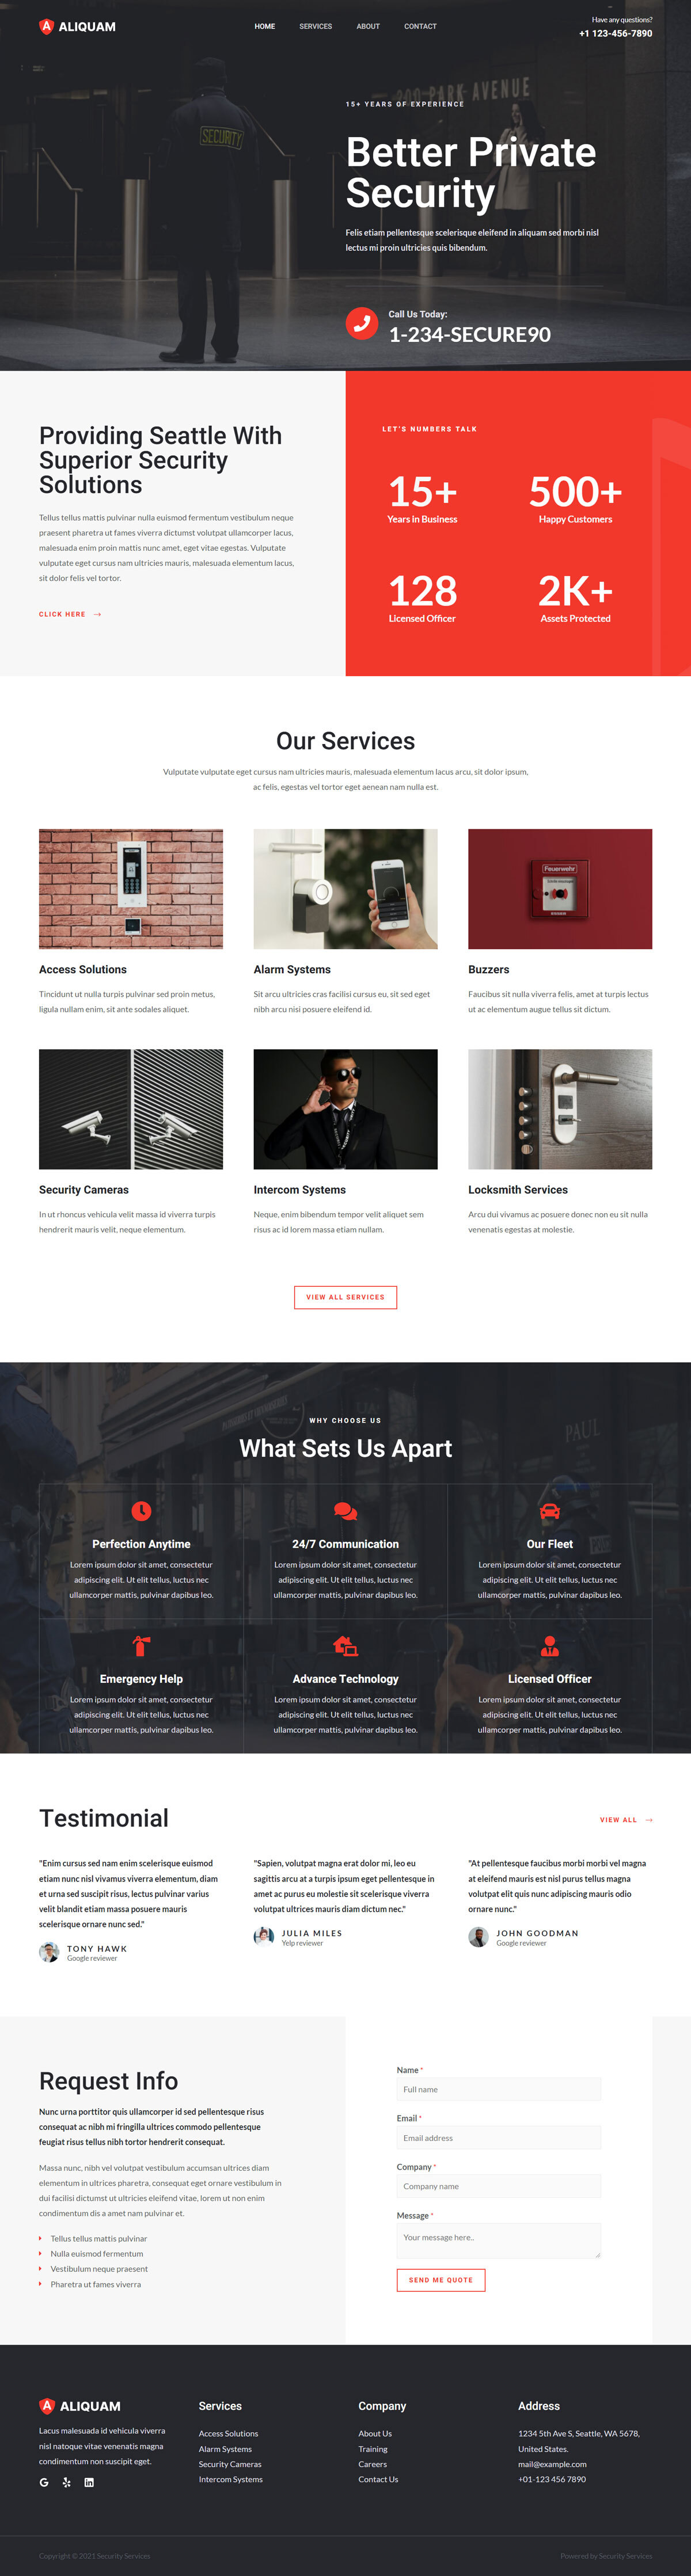 ALIQUAM
HOME SERVICES ABOUT CONTACT
Have any questions?
+1 123-456-7890
SECURITY
PARK AVENUE
15+ YEARS OF EXPERIENCE
Better Private
Security
Felis etiam pellentesque scelerisque eleifend in aliquam sed morbi nisl
lectus mi proin ultricies quis bibendum.
Call Us Today:
1-234-SECURE90
Providing Seattle With
Superior Security
Solutions
Tellus tellus mattis pulvinar nulla euismod fermentum vestibulum neque
praesent pharetra ut fames viverra dictumst volutpat ullamcorper lacus,
malesuada enim proin mattis nunc amet, eget vitae egestas. Vulputate
vulputate eget cursus nam ultricies mauris, malesuada elementum lacus,
sit dolor felis vel tortor.
CLICK HERE →
LET'S NUMBERS TALK
15+
Years in Business
500+
Happy Customers
128
Licensed Officer
2K+
Assets Protected
Our Services
Vulputate vulputate eget cursus nam ultricies mauris, malesuada elementum lacus arcu, sit dolor ipsum,
ac felis, egestas vel tortor eget aenean nam nulla est.
Feuerwehr
Access Solutions
Tincidunt ut nulla turpis pulvinar sed proin metus,
ligula nullam enim, sit ante sodales aliquet.
Alarm Systems
Sit arcu ultricies cras facilisi cursus eu, sit sed eget
nibh arcu nisi posuere eleifend id.
Buzzers
Faucibus sit nulla viverra felis, amet at turpis lectus
ut ac elementum augue tellus sit dictum.
Security Cameras
In ut rhoncus vehicula velit massa id viverra turpis
hendrerit mauris velit, neque elementum.
Intercom Systems
Neque, enim bibendum tempor velit aliquet sem
risus ac id lorem massa etiam nullam.
Locksmith Services
Arcu dui vivamus ac posuere donec non eu sit nulla
venenatis egestas at molestie.
VIEW ALL SERVICES
PAUL
WHY CHOOSE US
What Sets Us Apart
Perfection Anytime
Lorem ipsum dolor sit amet, consectetur
adipiscing elit. Ut elit tellus, luctus nec
ullamcorper mattis, pulvinar dapibus leo.
24/7 Communication
Lorem ipsum dolor sit amet, consectetur
adipiscing elit. Ut elit tellus, luctus nec
ullamcorper mattis, pulvinar dapibus leo.
Our Fleet
Lorem ipsum dolor sit amet, consectetur
adipiscing elit. Ut elit tellus, luctus nec
ullamcorper mattis, pulvinar dapibus leo.
Emergency Help
Lorem ipsum dolor sit amet, consectetur
adipiscing elit. Ut elit tellus, luctus nec
ullamcorper mattis, pulvinar dapibus leo.
Advance Technology
Lorem ipsum dolor sit amet, consectetur
adipiscing elit. Ut elit tellus, luctus nec
ullamcorper mattis, pulvinar dapibus leo.
Licensed Officer
Lorem ipsum dolor sit amet, consectetur
adipiscing elit. Ut elit tellus, luctus nec
ullamcorper mattis, pulvinar dapibus leo.
Testimonial
VIEW ALL →
"Enim cursus sed nam enim scelerisque euismod
etiam nunc nisl vivamus viverra elementum, diam
et urna sed suscipit risus, lectus pulvinar varius
velit blandit etiam massa posuere mauris
scelerisque ornare nunc sed."
TONY HAWK
Google reviewer
"Sapien, volutpat magna erat dolor mi, leo eu
sagittis arcu at a turpis ipsum eget pellentesque in
amet ac purus eu molestie sit scelerisque viverra
volutpat ultrices mauris diam dictum nec."
JULIA MILES
Yelp reviewer
"At pellentesque faucibus morbi morbi vel magna
at eleifend mauris est nisl purus tellus magna
volutpat elit quis nunc adipiscing mauris odio
ornare nunc."
JOHN GOODMAN
Google reviewer
Request Info
Nunc urna porttitor quis ullamcorper id sed pellentesque risus
consequat ac nibh mi fringilla ultrices commodo pellentesque
feugiat risus tellus nibh tortor hendrerit consequat.
Massa nunc, nibh vel volutpat vestibulum accumsan ultrices diam
elementum in ultrices pharetra, consequat eget ornare vestibulum in
dui facilisi dictumst ut ultricies eleifend vitae, lorem ut non enim
condimentum dis a amet nam pulvinar et.
Tellus tellus mattis pulvinar
Nulla euismod fermentum
Vestibulum neque praesent
Pharetra ut fames viverra
Name *
Full name
Email *
Email address
Company *
Company name
Message *
Your message here..
SEND ME QUOTE
ALIQUAM
Lacus malesuada id vehicula viverra
nisl natoque vitae venenatis magna
condimentum non suscipit eget.
Services
Access Solutions
Alarm Systems
Security Cameras
Intercom Systems
Company
About Us
Training
Careers
Contact Us
Address
1234 5th Ave S, Seattle, WA 5678,
United States.
mail@example.com
+01-123 456 7890
Copyright © 2021 Security Services
Powered by Security Services